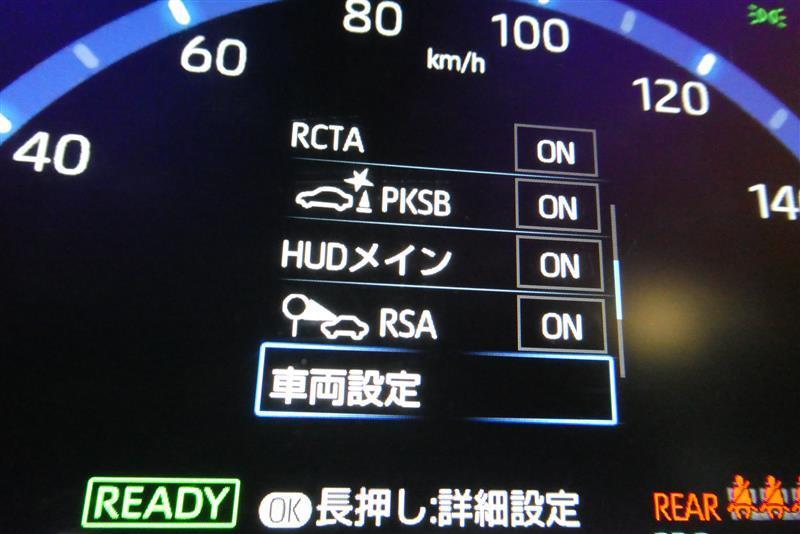 80
100
60
km/h
120
40
RCTA ON
PKSB ON
140
HUDメイン ON
RSA ON
車両設定
READY
OK 長押し:詳細設定
REAR